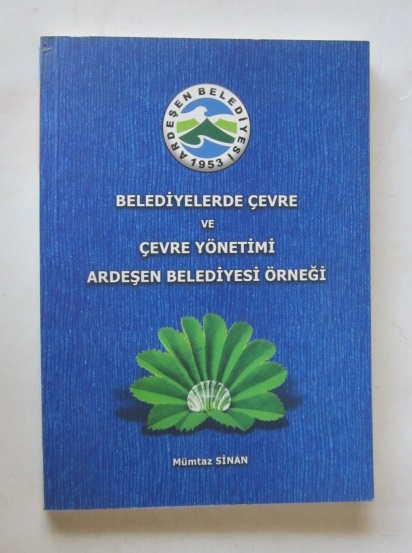 ARDEŞEN BELEDİYESİ
1953
BELEDİYELERDE ÇEVRE
VE
ÇEVRE YÖNETİMİ
ARDEŞEN BELEDİYESİ ÖRNEĞİ
Mümtaz SİNAN